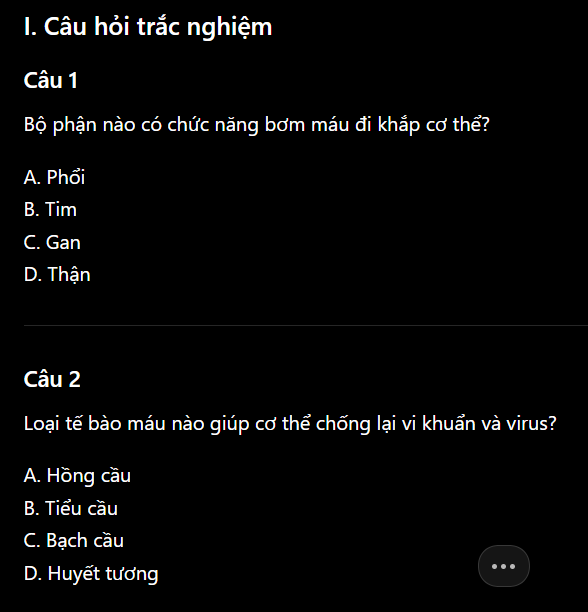 I. Câu hỏi trắc nghiệm
Câu 1
Bộ phận nào có chức năng bơm máu đi khắp cơ thể?
A. Phổi
B. Tim
C. Gan
D. Thận
Câu 2
Loại tế bào máu nào giúp cơ thể chống lại vi khuẩn và virus?
A. Hồng cầu
B. Tiểu cầu
C. Bạch cầu
D. Huyết tương